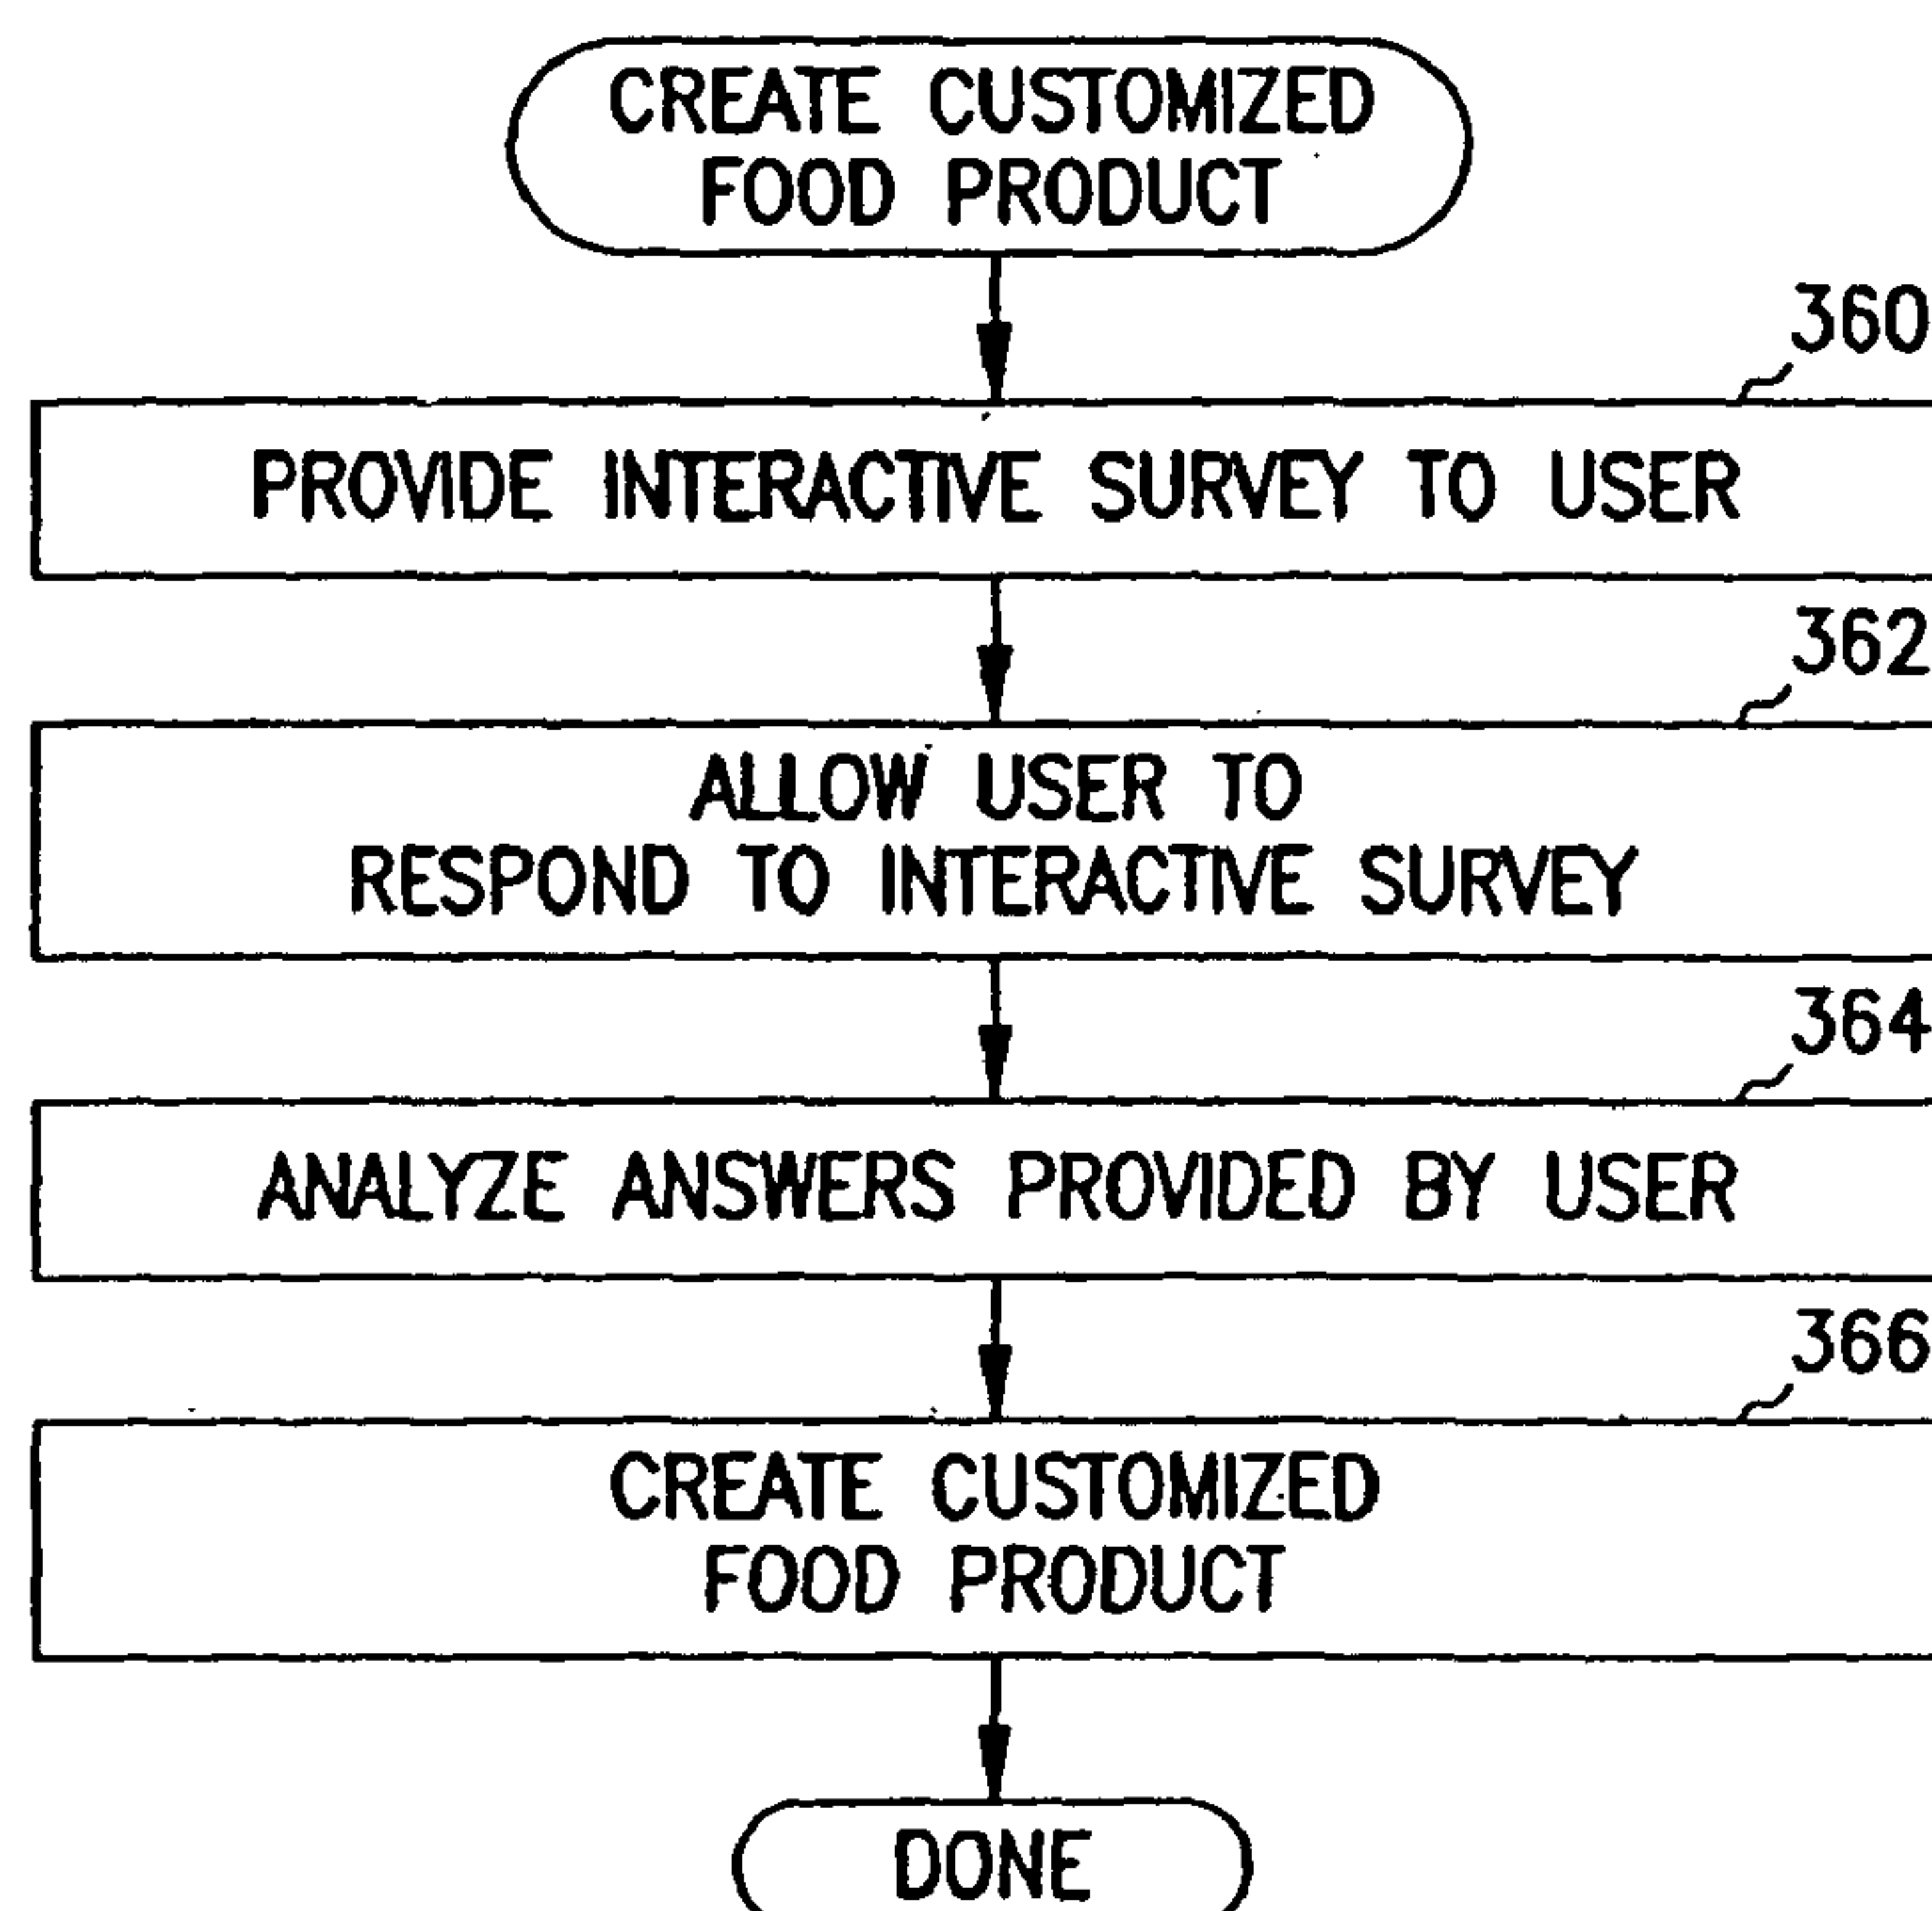 CREATE CUSTOMIZED
FOOD PRODUCT
360
PROVIDE INTERACTIVE SURVEY TO USER
362
ALLOW USER TO
RESPOND TO INTERACTIVE SURVEY
364
ANALYZE ANSWERS PROVIDED BY USER
366
CREATE CUSTOMIZED
FOOD PRODUCT
DONE